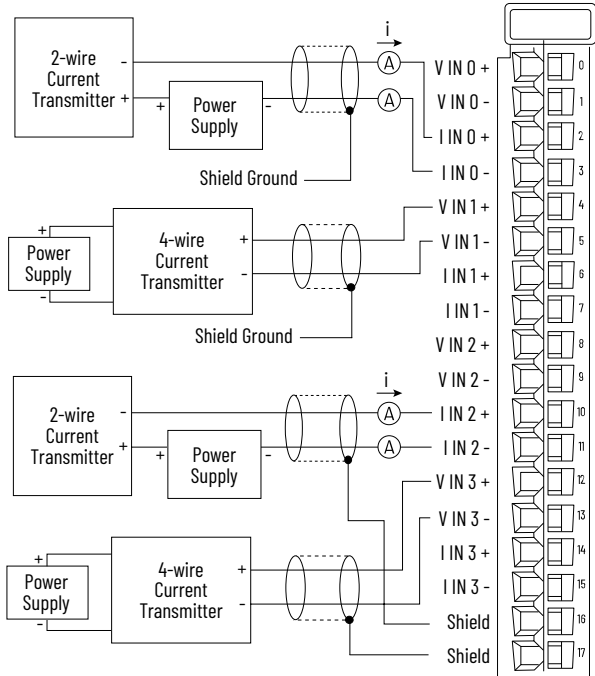 i
2-wire
Current
Transmitter
-
+
+
Power
Supply
-
A
A
Shield Ground
+
Power
Supply
-
4-wire
Current
Transmitter
+
-
Shield Ground
i
2-wire
Current
Transmitter
-
+
+
Power
Supply
-
A
A
+
Power
Supply
-
4-wire
Current
Transmitter
+
-
V IN 0 + 0
V IN 0 - 1
I IN 0 + 2
I IN 0 - 3
V IN 1 + 4
V IN 1 - 5
I IN 1 + 6
I IN 1 - 7
V IN 2 + 8
V IN 2 - 9
I IN 2 + 10
I IN 2 - 11
V IN 3 + 12
V IN 3 - 13
I IN 3 + 14
I IN 3 - 15
Shield 16
Shield 17